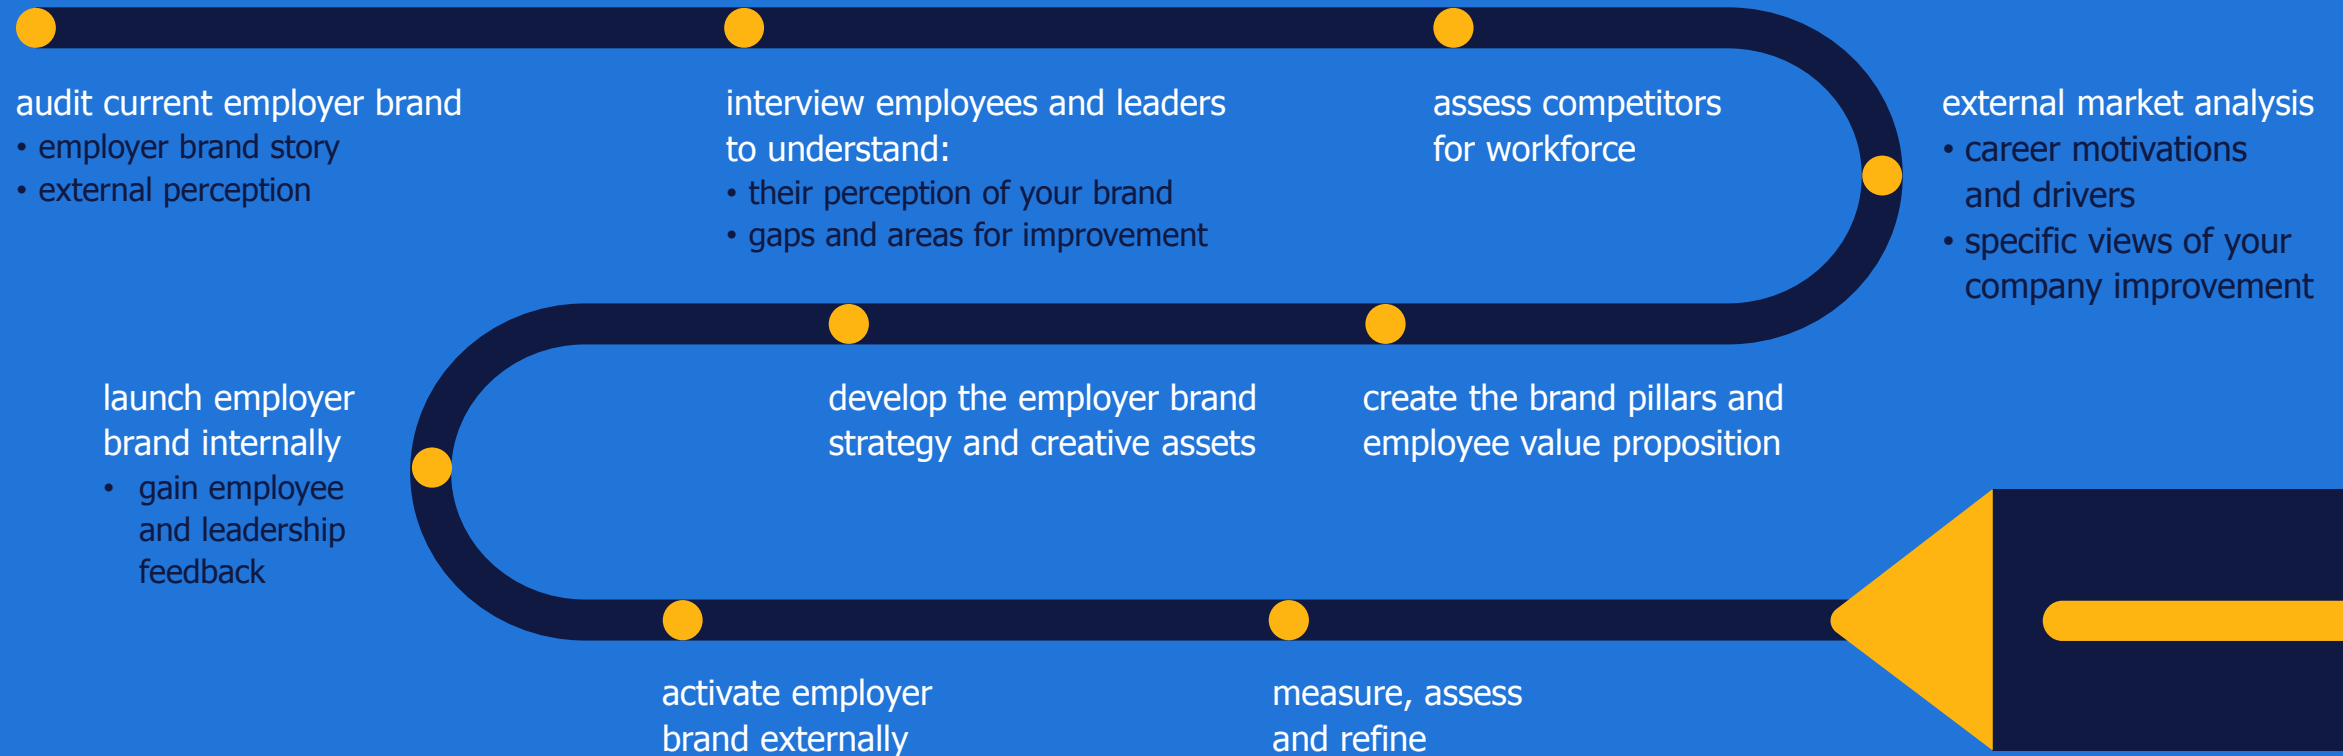 audit current employer brand
• employer brand story
• external perception
interview employees and leaders
to understand:
• their perception of your brand
• gaps and areas for improvement
assess competitors
for workforce
external market analysis
• career motivations
and drivers
• specific views of your
company improvement
create the brand pillars and
employee value proposition
develop the employer brand
strategy and creative assets
launch employer
brand internally
• gain employee
and leadership
feedback
activate employer
brand externally
measure, assess
and refine